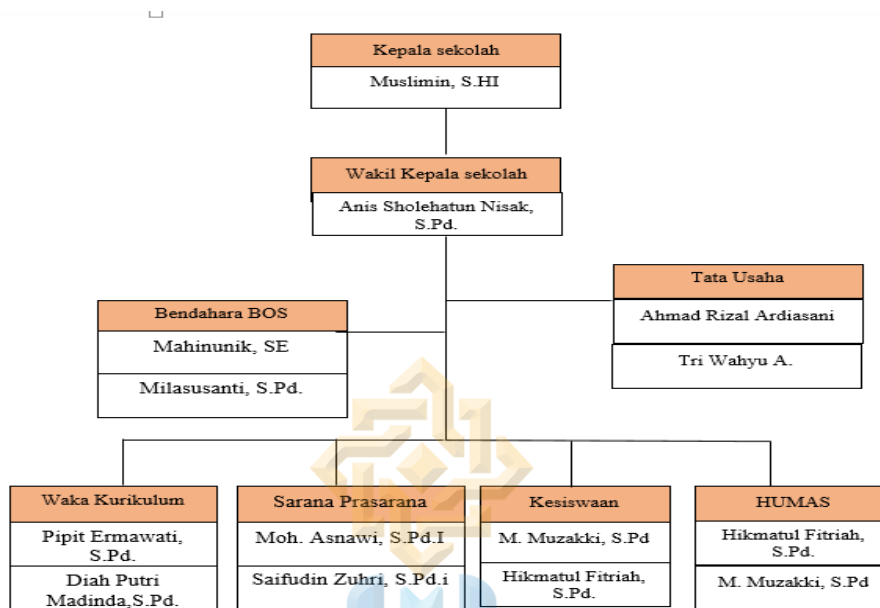 Kepala sekolah
Muslimin, S.HI
Wakil Kepala sekolah
Anis Sholehatun Nisak,
S.Pd.
Tata Usaha
Ahmad Rizal Ardiasani
Tri Wahyu A.
Bendahara BOS
Mahinunik, SE
Milasusanti, S.Pd.
Waka Kurikulum
Pipit Ermawati,
S.Pd.
Diah Putri
Madinda,S.Pd.
Sarana Prasarana
Moh. Asnawi, S.Pd.I
Saifudin Zuhri, S.Pd.i
Kesiswaan
M. Muzakki, S.Pd
Hikmatul Fitriah,
S.Pd.
HUMAS
Hikmatul Fitriah,
S.Pd.
M. Muzakki, S.Pd